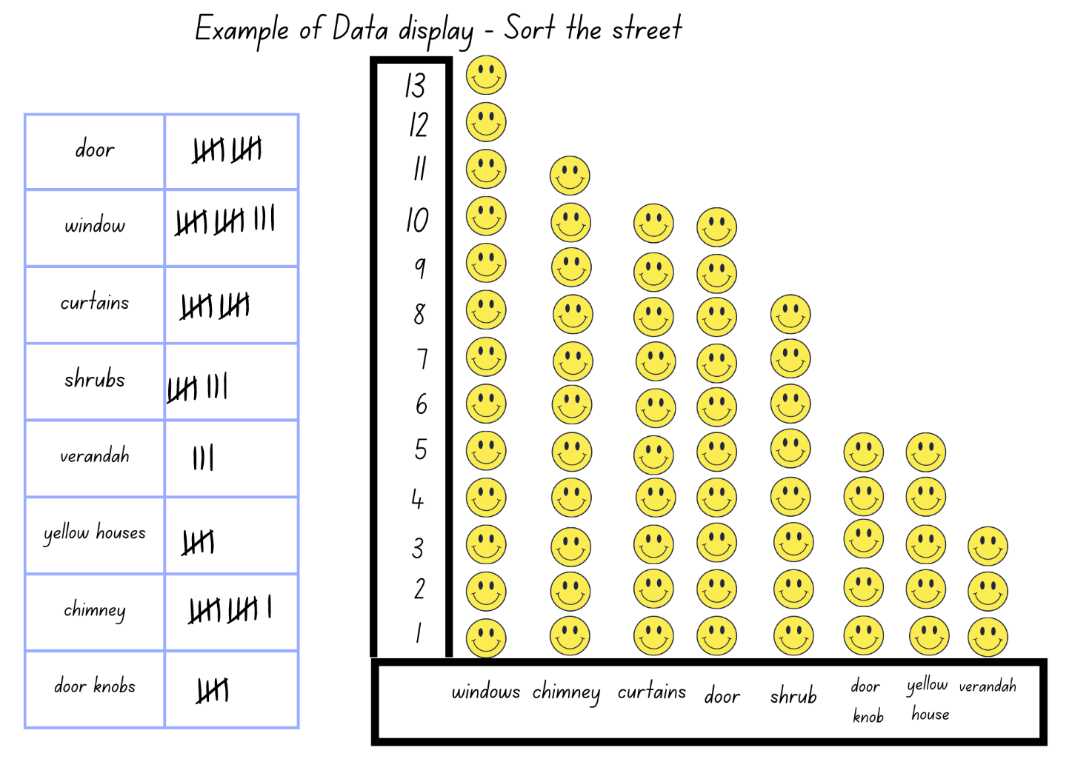 Example of Data display - Sort the street
door
window
curtains
shrubs
verandah
yellow houses
chimney
door knobs
13
12
11
10
9
8
7
6
5
4
3
2
1
windows chimney curtains door shrub door knob yellow house verandah